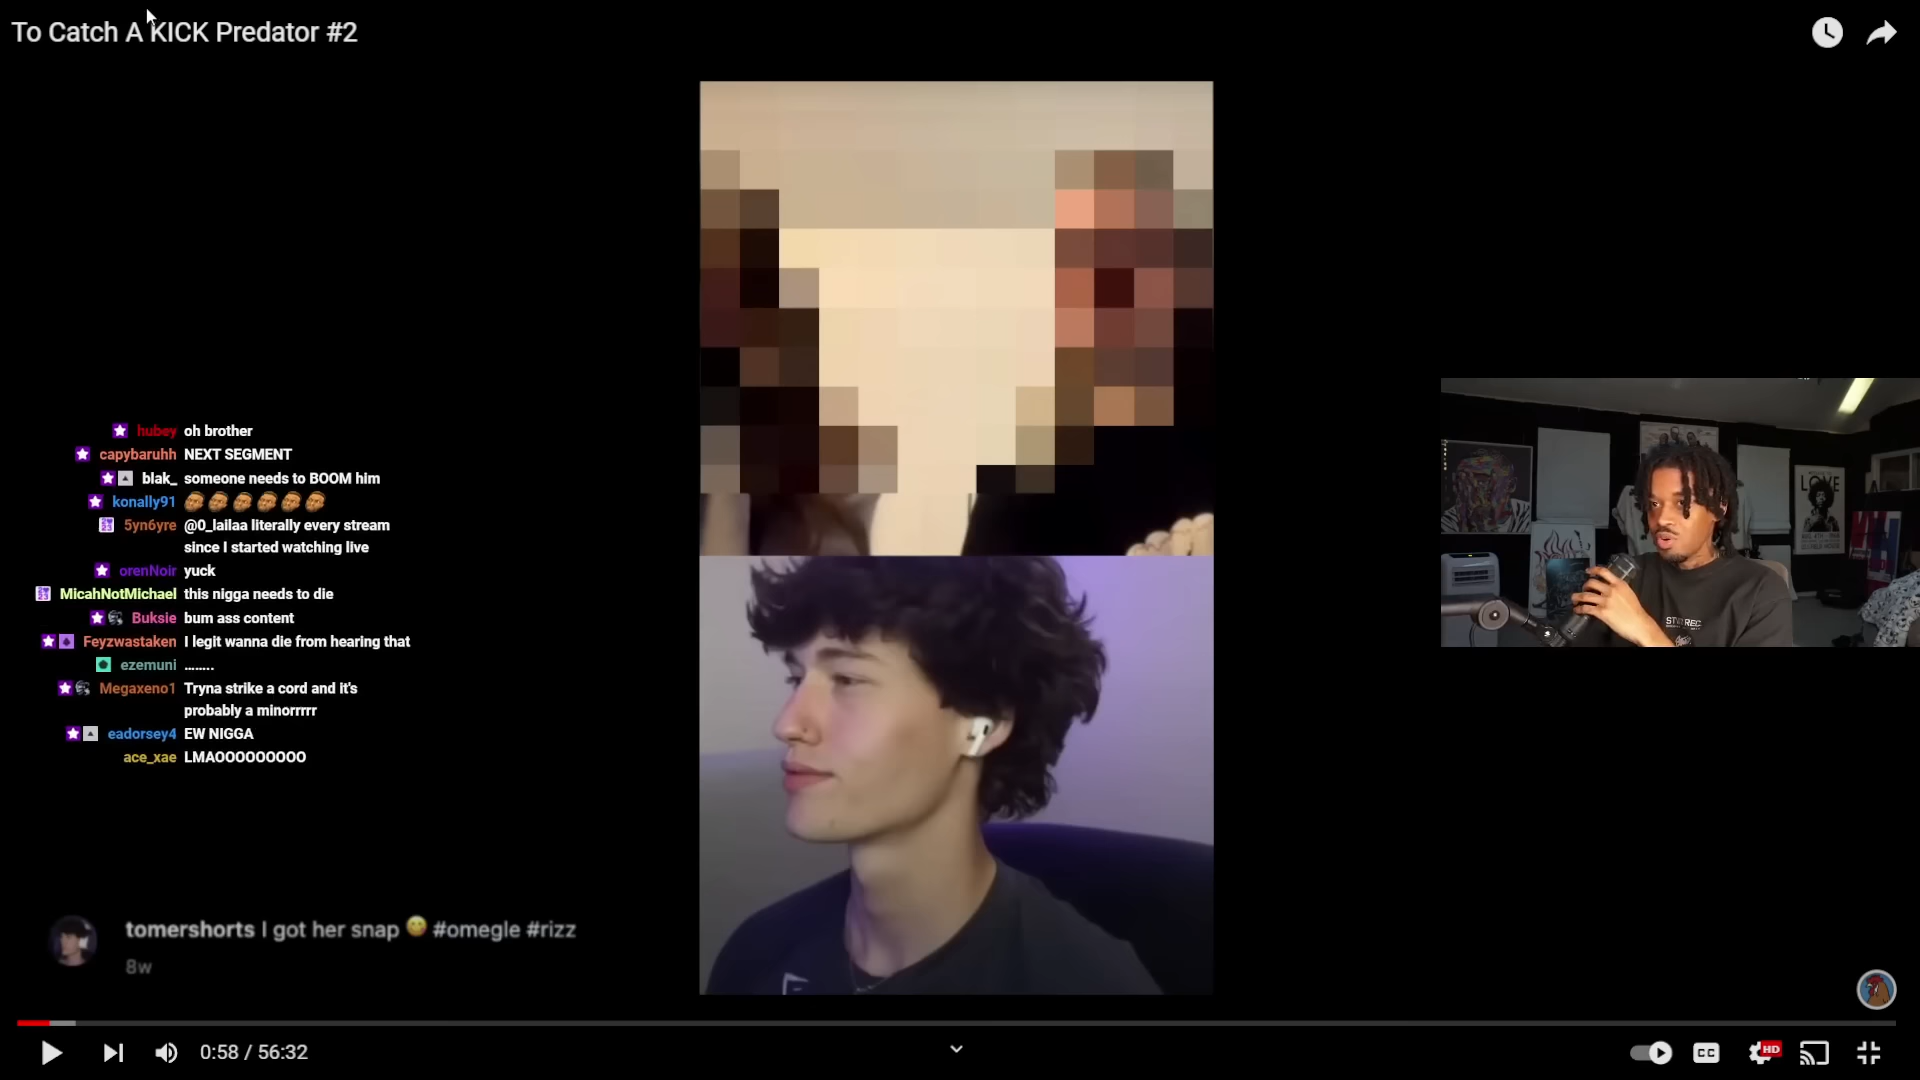 To Catch A KICK Predator #2
hubey oh brother
capybaruhh NEXT SEGMENT
blak_ someone needs to BOOM him
konally91
5yn6yre @0_lailaa literally every stream
since I started watching live
orenNoir yuck
MicahNotMichael this nigga needs to die
Buksie bum ass content
Feyzwastaken I legit wanna die from hearing that
ezemuni ........
Megaxeno1 Tryna strike a cord and it's
probably a minorrrrr
eadorsey4 EW NIGGA
ace_xae LMAOOOOOOOOO
LOVE
tomershorts I got her snap 😋 #omegle #rizz
8w
0:58 / 56:32
CC
HD